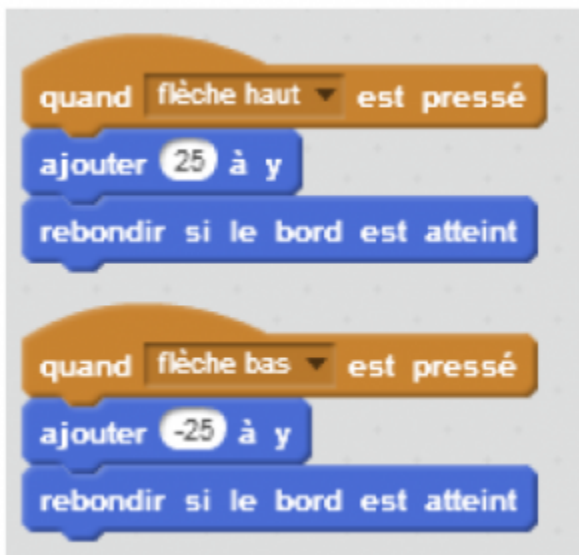 quand flèche haut est pressé
ajouter 25 à y
rebondir si le bord est atteint
quand flèche bas est pressé
ajouter -25 à y
rebondir si le bord est atteint